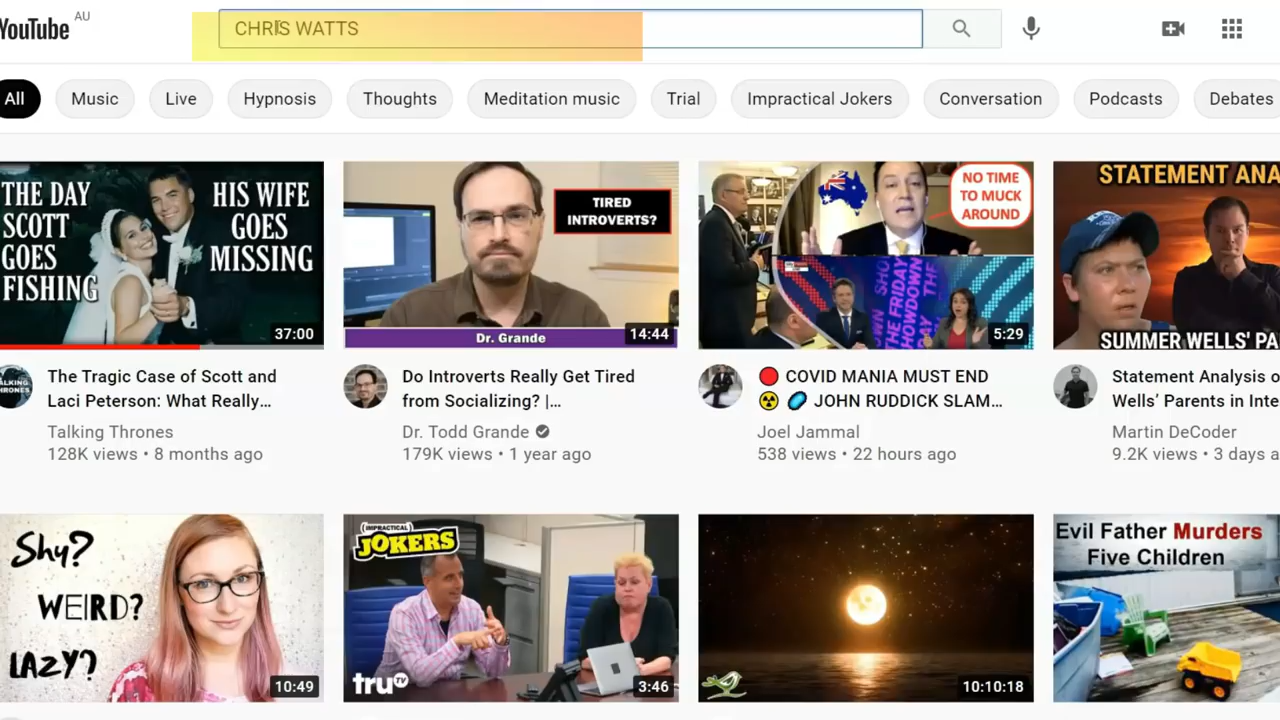 YouTube AU
CHRIS WATTS
All
Music
Live
Hypnosis
Thoughts
Meditation music
Trial
Impractical Jokers
Conversation
Podcasts
Debates
THE DAY
SCOTT
GOES
FISHING
HIS WIFE
GOES
MISSING
37:00
TIRED
INTROVERTS?
Dr. Grande
14:44
NO TIME
TO MUCK
AROUND
THE FRIDAY
SHOWDOWN
5:29
STATEMENT ANA
SUMMER WELLS' PA
The Tragic Case of Scott and
Laci Peterson: What Really...
Talking Thrones
128K views • 8 months ago
Do Introverts Really Get Tired
from Socializing? |...
Dr. Todd Grande
179K views • 1 year ago
COVID MANIA MUST END
JOHN RUDDICK SLAM...
Joel Jammal
538 views • 22 hours ago
Statement Analysis o
Wells' Parents in Inte
Martin DeCoder
9.2K views • 3 days a
Shy?
WEIRD?
LAZY?
10:49
IMPRACTICAL
JOKERS
truTV
3:46
10:10:18
Evil Father Murders
Five Children